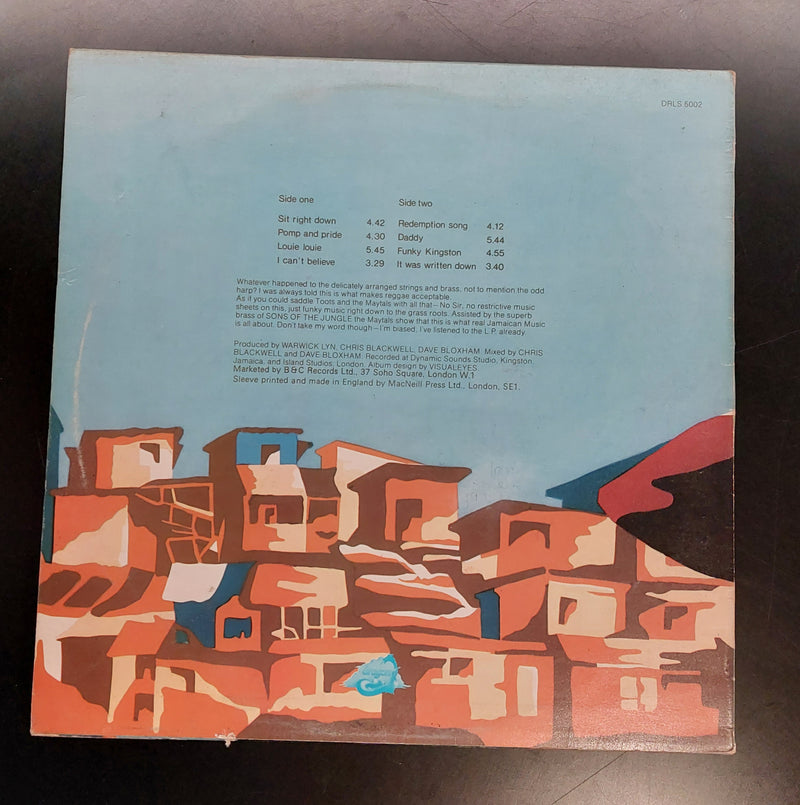 DRLS 5002
Side one
Sit right down 4.42
Pomp and pride 4.30
Louie louie 5.45
I can't believe 3.29
Side two
Redemption song 4.12
Daddy 5.44
Funky Kingston 4.55
It was written down 3.40
Whatever happened to the delicately arranged strings and brass, not to mention the odd
harp? I was always told this is what makes reggae acceptable.
As if you could saddle Toots and the Maytals with all that—No Sir, no restrictive music
sheets on this, just funky music right down to the grass roots. Assisted by the superb
brass of SONS OF THE JUNGLE the Maytals show that this is what real Jamaican Music
is all about. Don't take my word though—I'm biased, I've listened to the L.P. already.
Produced by WARWICK LYN, CHRIS BLACKWELL, DAVE BLOXHAM. Mixed by CHRIS
BLACKWELL and DAVE BLOXHAM. Recorded at Dynamic Sounds Studio, Kingston,
Jamaica, and Island Studios, London. Album design by VISUALEYES.
Marketed by B&C Records Ltd., 37 Soho Square, London W.1
Sleeve printed and made in England by MacNeill Press Ltd., London, SE1.